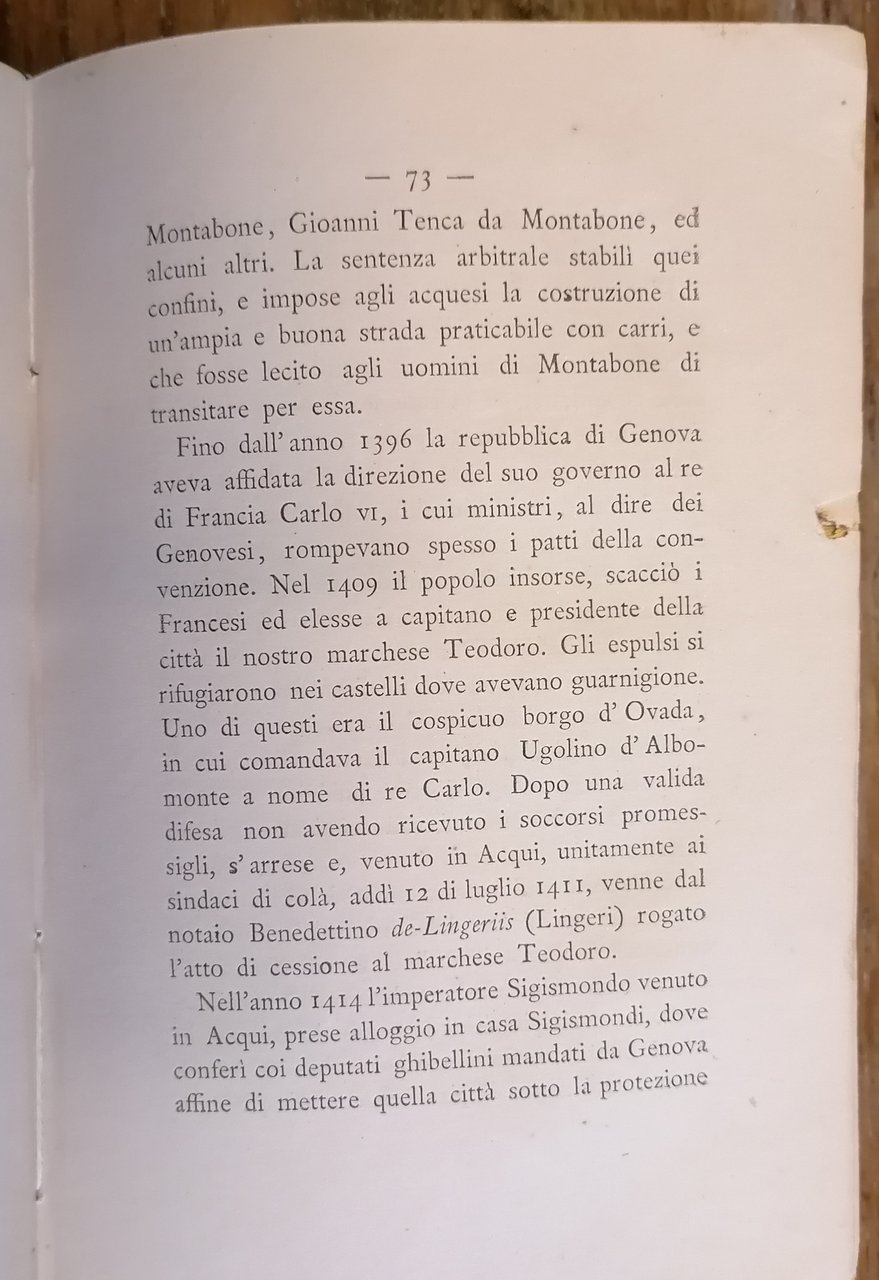 — 73 —
Montabone, Gioanni Tenca da Montabone, ed
alcuni altri. La sentenza arbitrale stabilì quei
confini, e impose agli acquesi la costruzione di
un'ampia e buona strada praticabile con carri, e
che fosse lecito agli uomini di Montabone di
transitare per essa.
Fino dall'anno 1396 la repubblica di Genova
aveva affidata la direzione del suo governo al re
di Francia Carlo VI, i cui ministri, al dire dei
Genovesi, rompevano spesso i patti della con-
venzione. Nel 1409 il popolo insorse, scacciò i
Francesi ed elesse a capitano e presidente della
città il nostro marchese Teodoro. Gli espulsi si
rifugiarono nei castelli dove avevano guarnigione.
Uno di questi era il cospicuo borgo d'Ovada,
in cui comandava il capitano Ugolino d'Albo-
monte a nome di re Carlo. Dopo una valida
difesa non avendo ricevuto i soccorsi promes-
sigli, s'arrese e, venuto in Acqui, unitamente ai
sindaci di colà, addì 12 di luglio 1411, venne dal
notaio Benedettino de-Lingeriis (Lingeri) rogato
l'atto di cessione al marchese Teodoro.
Nell'anno 1414 l'imperatore Sigismondo venuto
in Acqui, prese alloggio in casa Sigismondi, dove
conferì coi deputati ghibellini mandati da Genova
affine di mettere quella città sotto la protezione